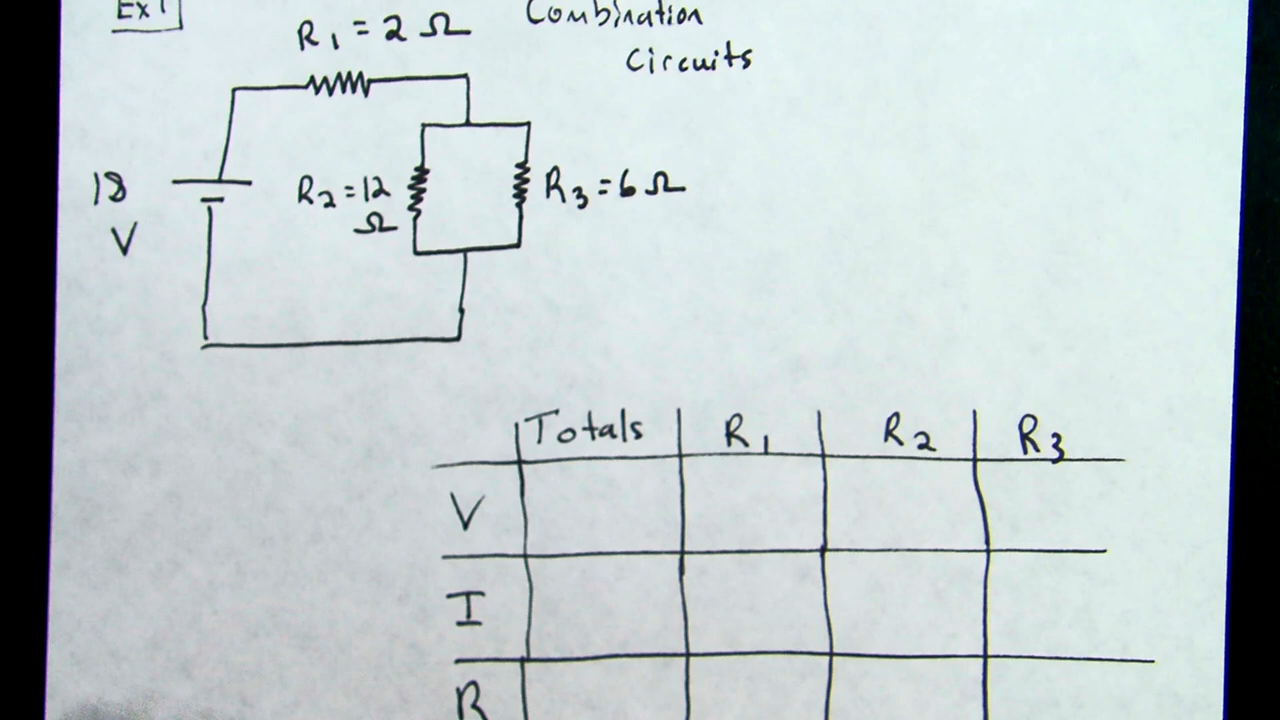 Ex 1
Combination
Circuits
R₁ = 2 Ω
18
V
R₂ = 12
Ω
R₃ = 6 Ω
Totals R₁ R₂ R₃
V
I
R